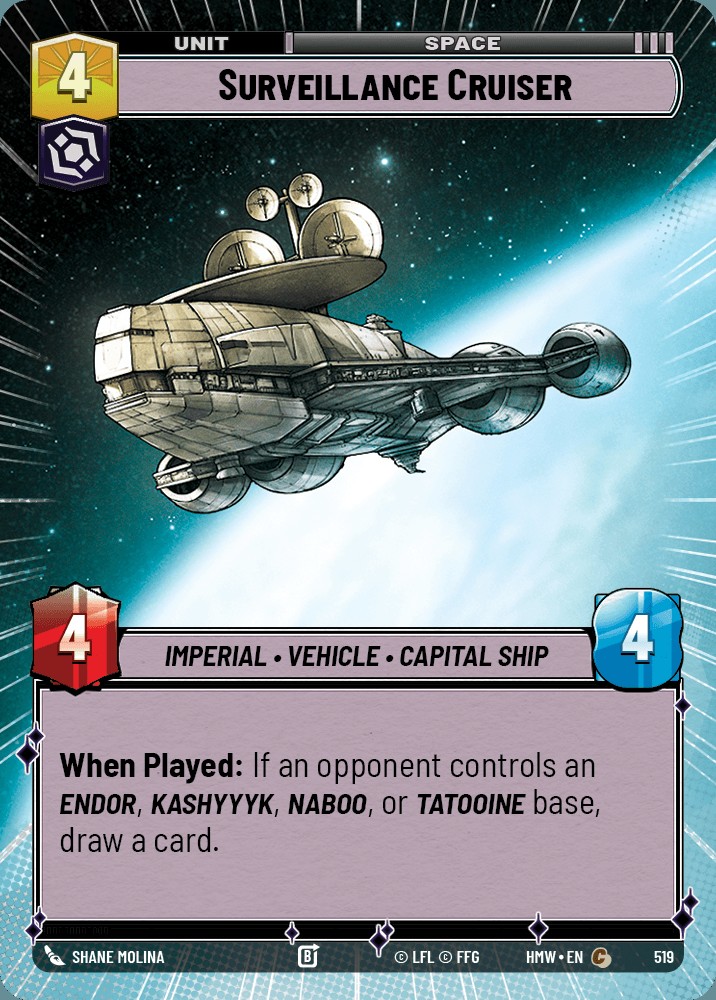 UNIT
SPACE
4
SURVEILLANCE CRUISER
4
IMPERIAL • VEHICLE • CAPITAL SHIP
4
When Played: If an opponent controls an
ENDOR, KASHYYYK, NABOO, or TATOOINE base,
draw a card.
SHANE MOLINA
B
© LFL © FFG
HMW • EN
C
519